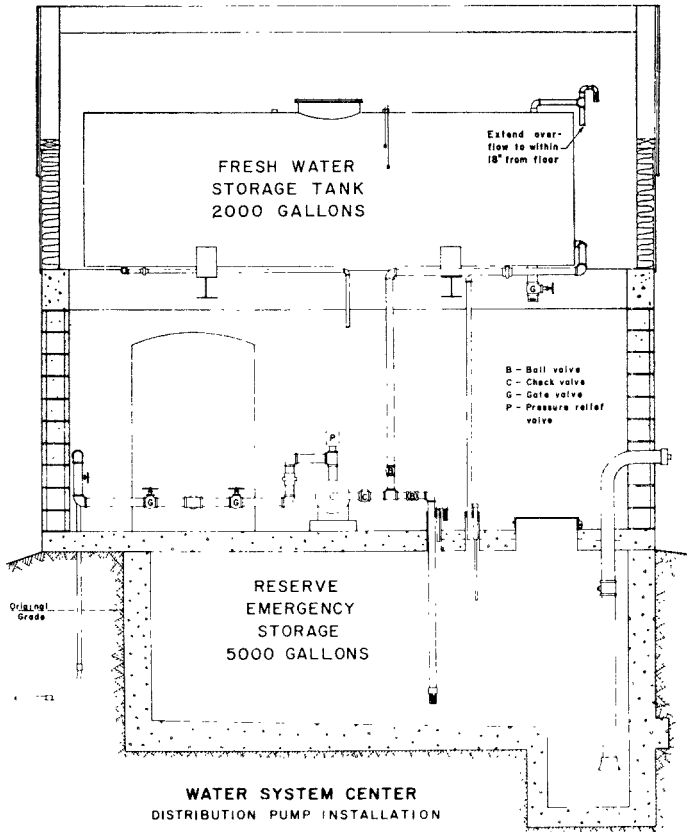 Extend over-
flow to within
18" from floor
FRESH WATER
STORAGE TANK
2000 GALLONS
G
B – Ball valve
C – Check valve
G – Gate valve
P – Pressure relief
valve
P
G
G
C
RESERVE
EMERGENCY
STORAGE
5000 GALLONS
Original
Grade
WATER SYSTEM CENTER
DISTRIBUTION PUMP INSTALLATION